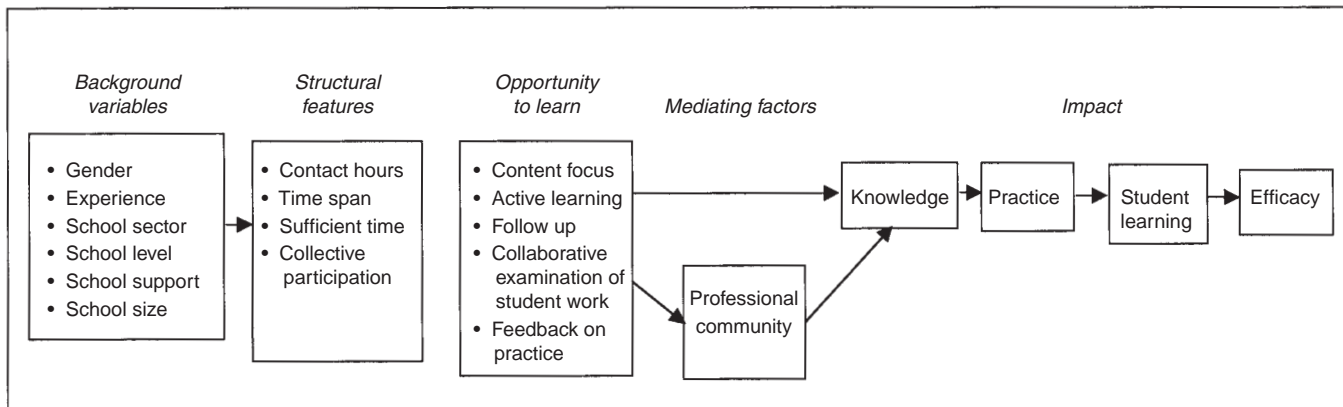 Background
variables
Structural
features
Opportunity
to learn
Mediating factors
Impact
• Gender
• Experience
• School sector
• School level
• School support
• School size
• Contact hours
• Time span
• Sufficient time
• Collective
participation
• Content focus
• Active learning
• Follow up
• Collaborative
examination of
student work
• Feedback on
practice
Professional
community
Knowledge
Practice
Student
learning
Efficacy